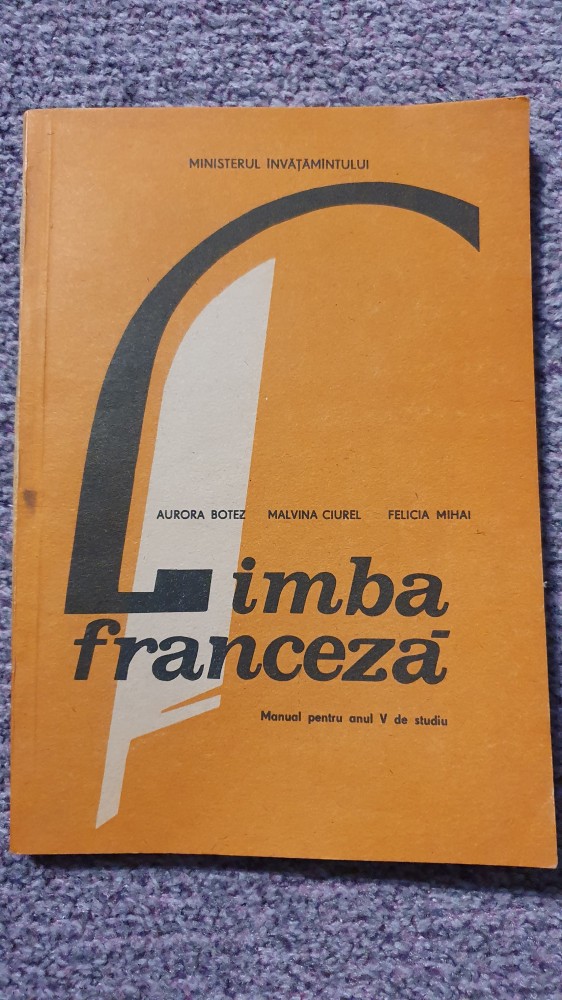 MINISTERUL ÎNVĂȚĂMÎNTULUI
AURORA BOTEZ MALVINA CIUREL FELICIA MIHAI
Limba
franceză
Manual pentru anul V de studiu